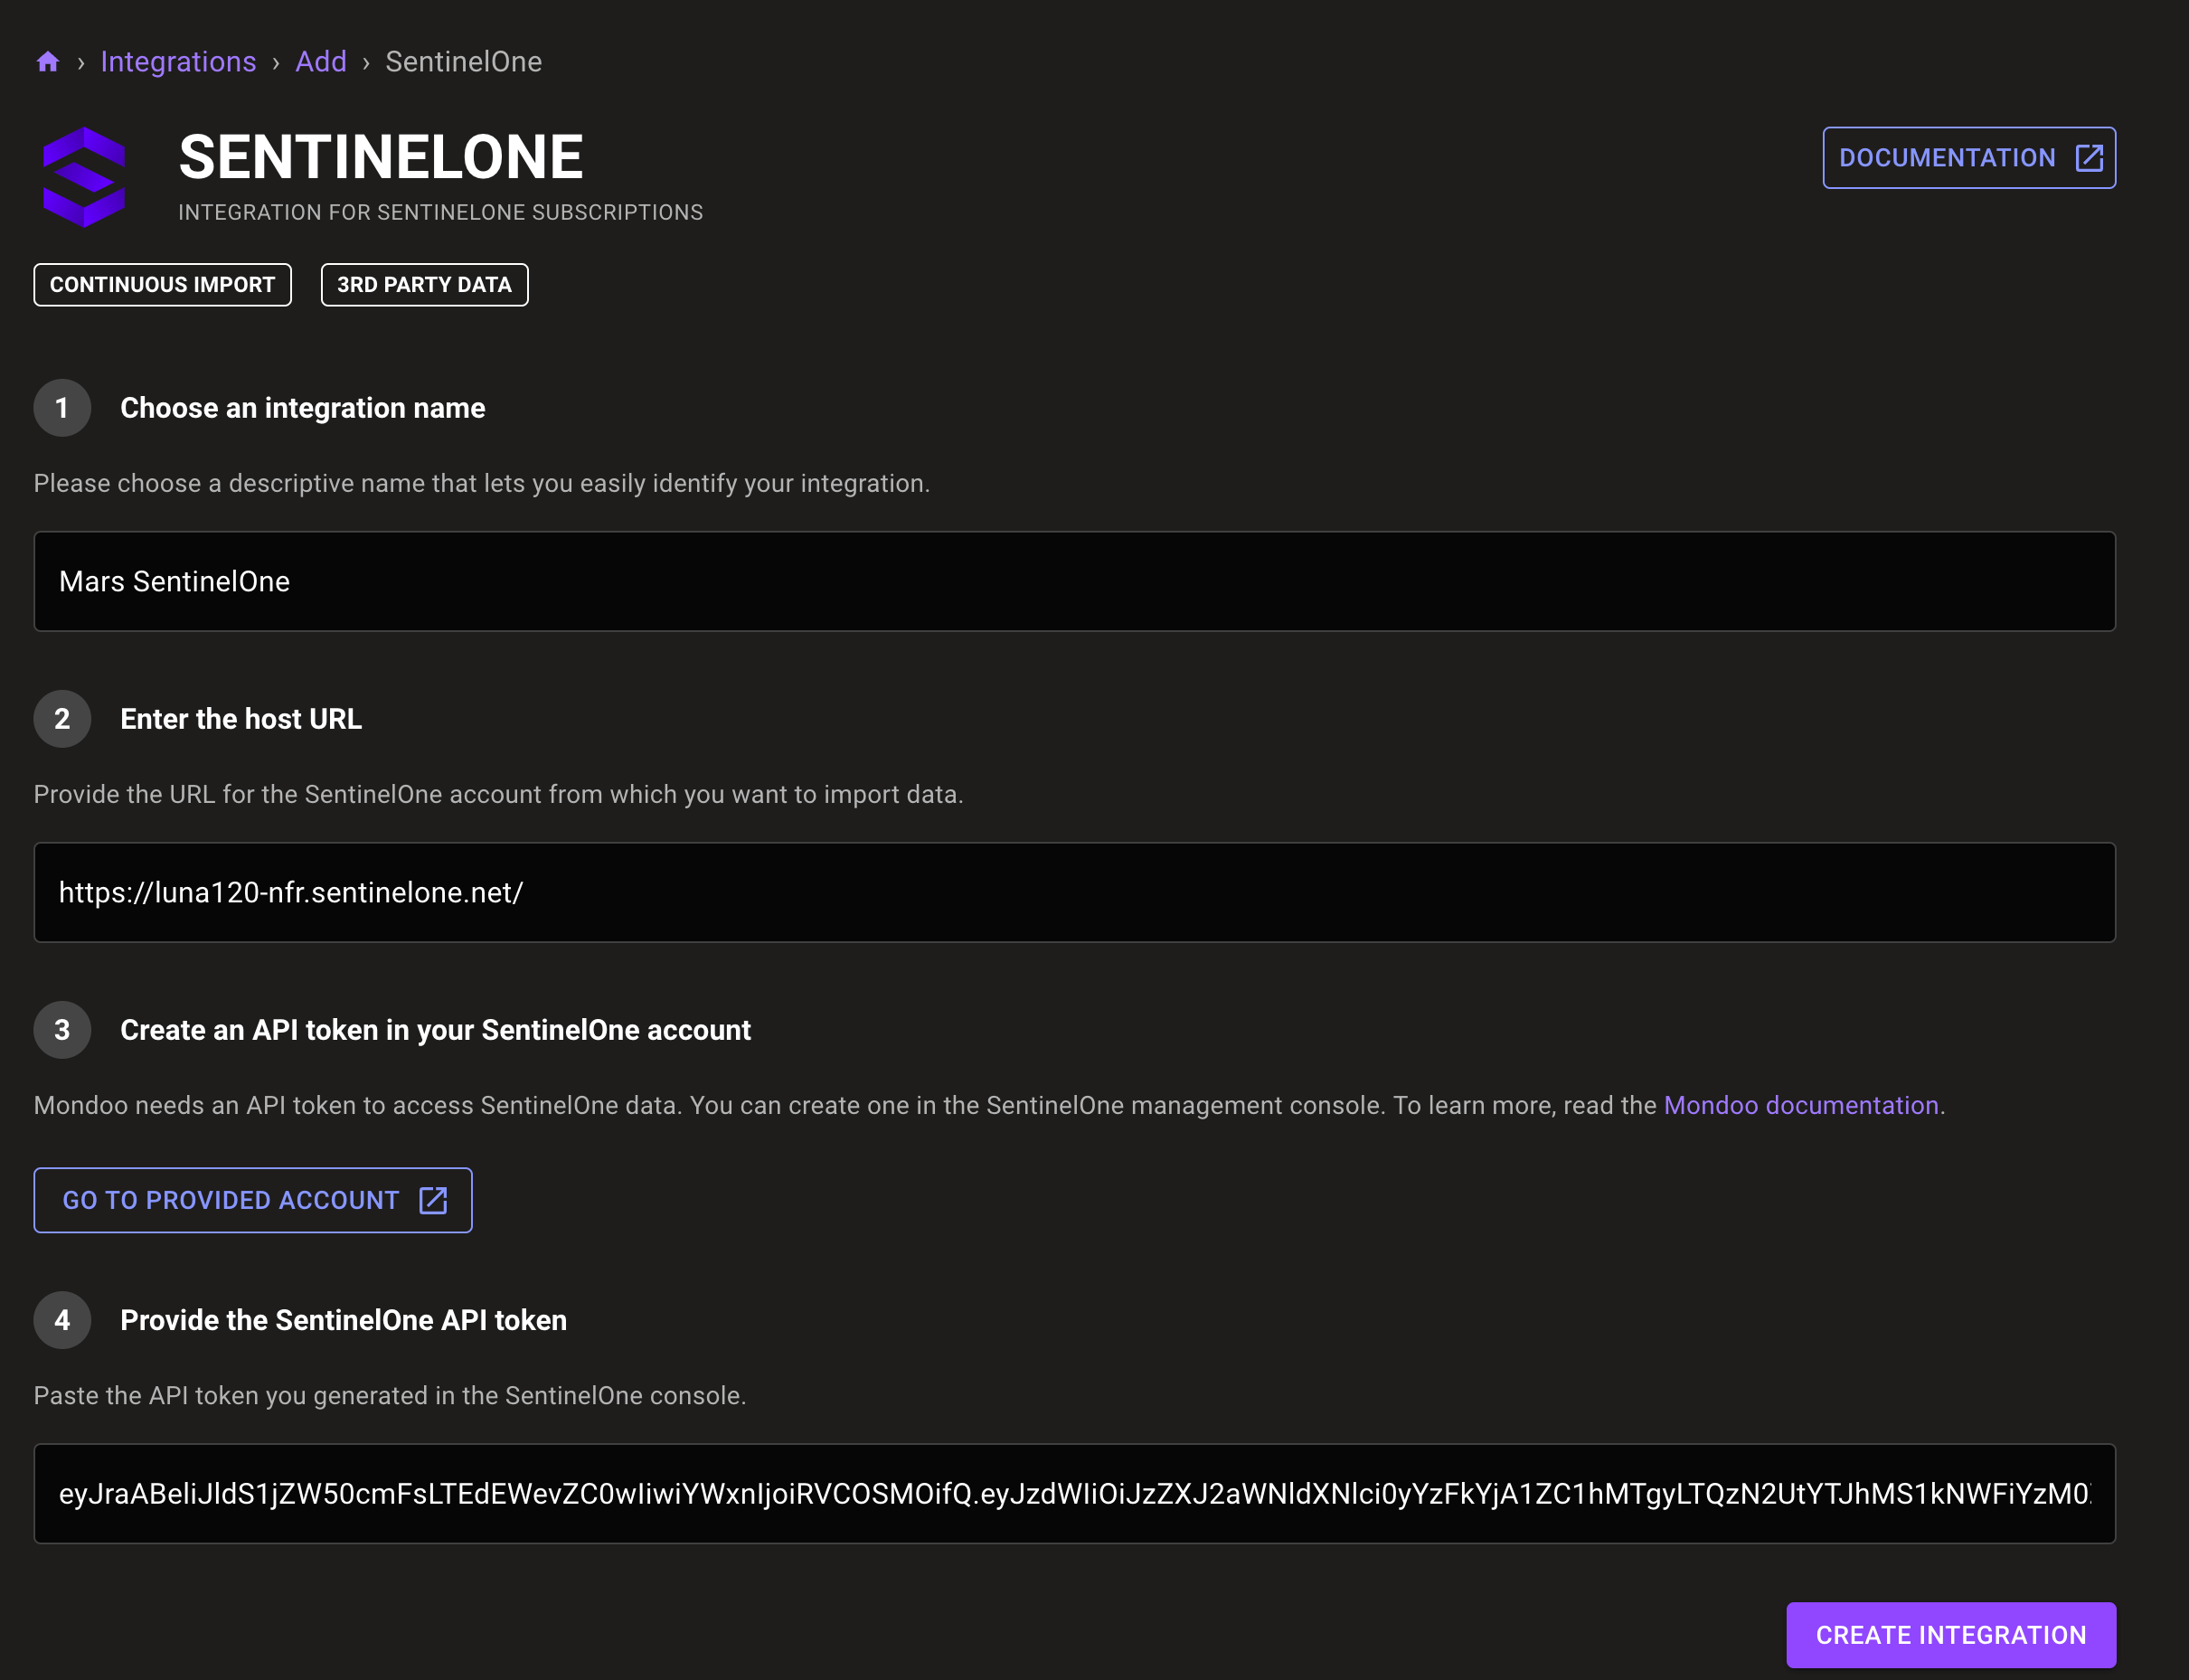 › Integrations › Add › SentinelOne
SENTINELONE
DOCUMENTATION
INTEGRATION FOR SENTINELONE SUBSCRIPTIONS
CONTINUOUS IMPORT 3RD PARTY DATA
1 Choose an integration name
Please choose a descriptive name that lets you easily identify your integration.
Mars SentinelOne
2 Enter the host URL
Provide the URL for the SentinelOne account from which you want to import data.
https://luna120-nfr.sentinelone.net/
3 Create an API token in your SentinelOne account
Mondoo needs an API token to access SentinelOne data. You can create one in the SentinelOne management console. To learn more, read the Mondoo documentation.
GO TO PROVIDED ACCOUNT
4 Provide the SentinelOne API token
Paste the API token you generated in the SentinelOne console.
CREATE INTEGRATION